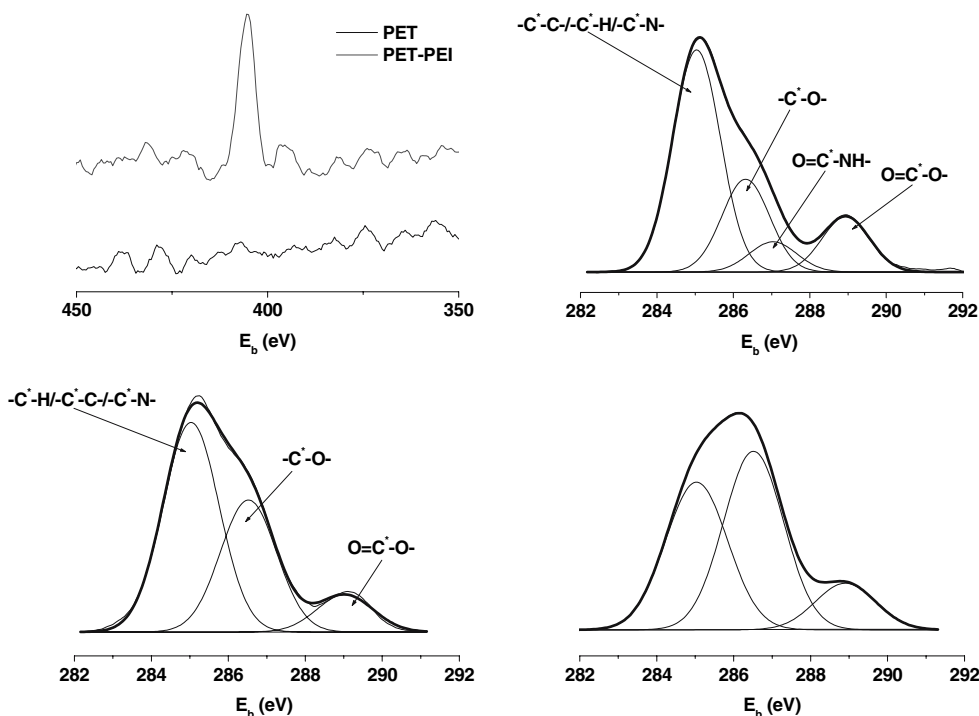 PET
PET-PEI
450
400
350
E_b (eV)
-C*-C-/-C*-H/-C*-N-
-C*-O-
O=C*-NH-
O=C*-O-
282
284
286
288
290
292
E_b (eV)
-C*-H/-C*-C-/-C*-N-
-C*-O-
O=C*-O-
282
284
286
288
290
292
E_b (eV)
282
284
286
288
290
292
E_b (eV)